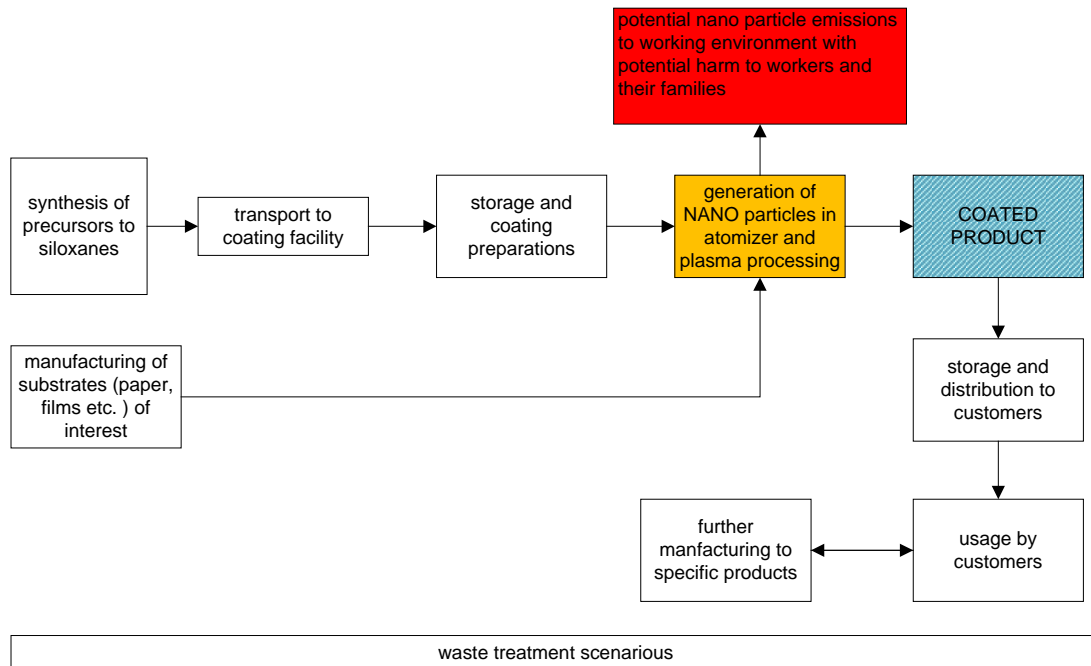 potential nano particle emissions
to working environment with
potential harm to workers and
their families
synthesis of
precursors to
siloxanes
transport to
coating facility
storage and
coating
preparations
generation of
NANO particles in
atomizer and
plasma processing
COATED
PRODUCT
manufacturing of
substrates (paper,
films etc. ) of
interest
storage and
distribution to
customers
further
manfacturing to
specific products
usage by
customers
waste treatment scenarious